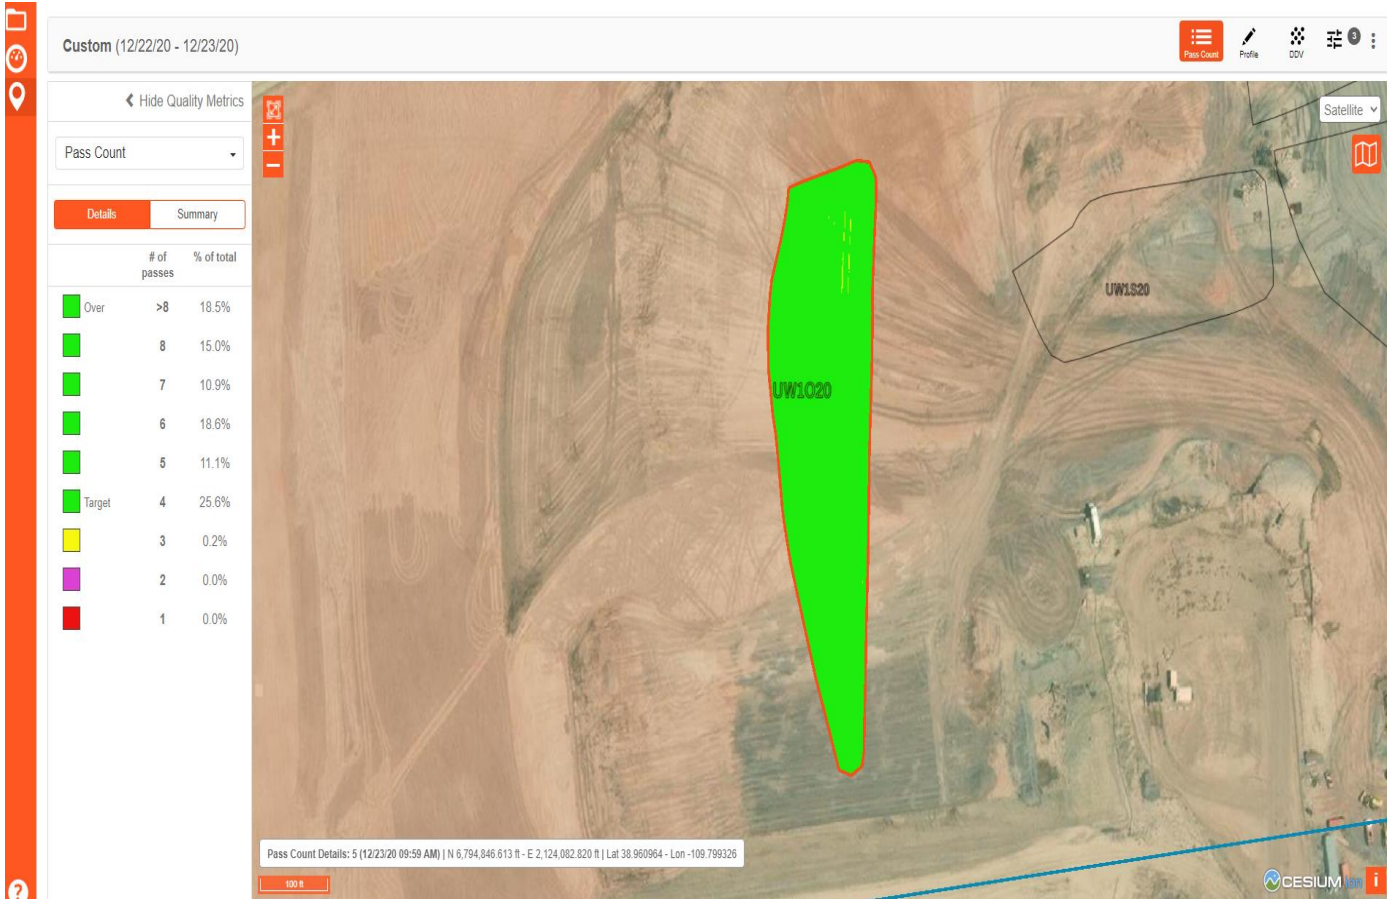 Custom (12/22/20 - 12/23/20)
Pass Count
Profile
DDV
3
Hide Quality Metrics
Satellite
Pass Count
Details Summary
# of passes % of total
Over >8 18.5%
8 15.0%
7 10.9%
6 18.6%
5 11.1%
Target 4 25.6%
3 0.2%
2 0.0%
1 0.0%
UW1S20
UW1O20
Pass Count Details: 5 (12/23/20 09:59 AM) | N 6,794,846.613 ft - E 2,124,082.820 ft | Lat 38.960964 - Lon -109.799326
100 ft
CESIUM ion
i
?